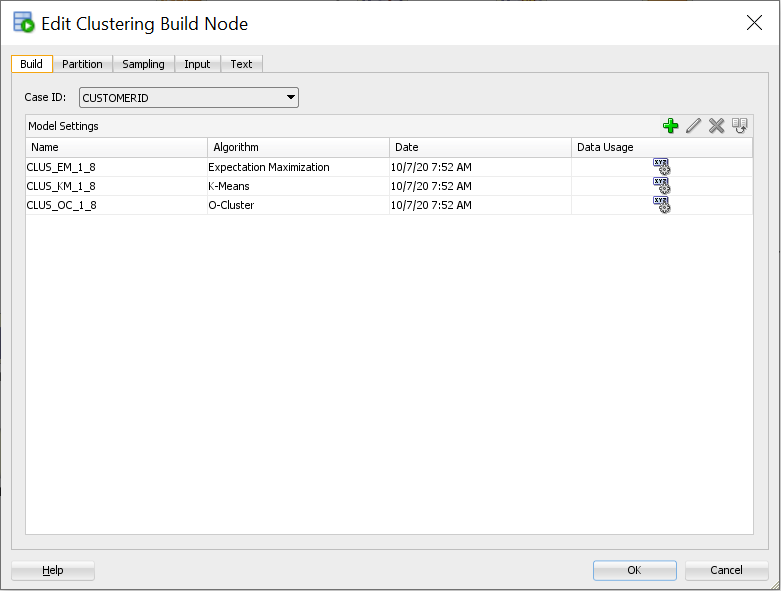 Edit Clustering Build Node
Build Partition Sampling Input Text
Case ID: CUSTOMERID
Model Settings
Name Algorithm Date Data Usage
CLUS_EM_1_8 Expectation Maximization 10/7/20 7:52 AM XYZ
CLUS_KM_1_8 K-Means 10/7/20 7:52 AM XYZ
CLUS_OC_1_8 O-Cluster 10/7/20 7:52 AM XYZ
Help OK Cancel